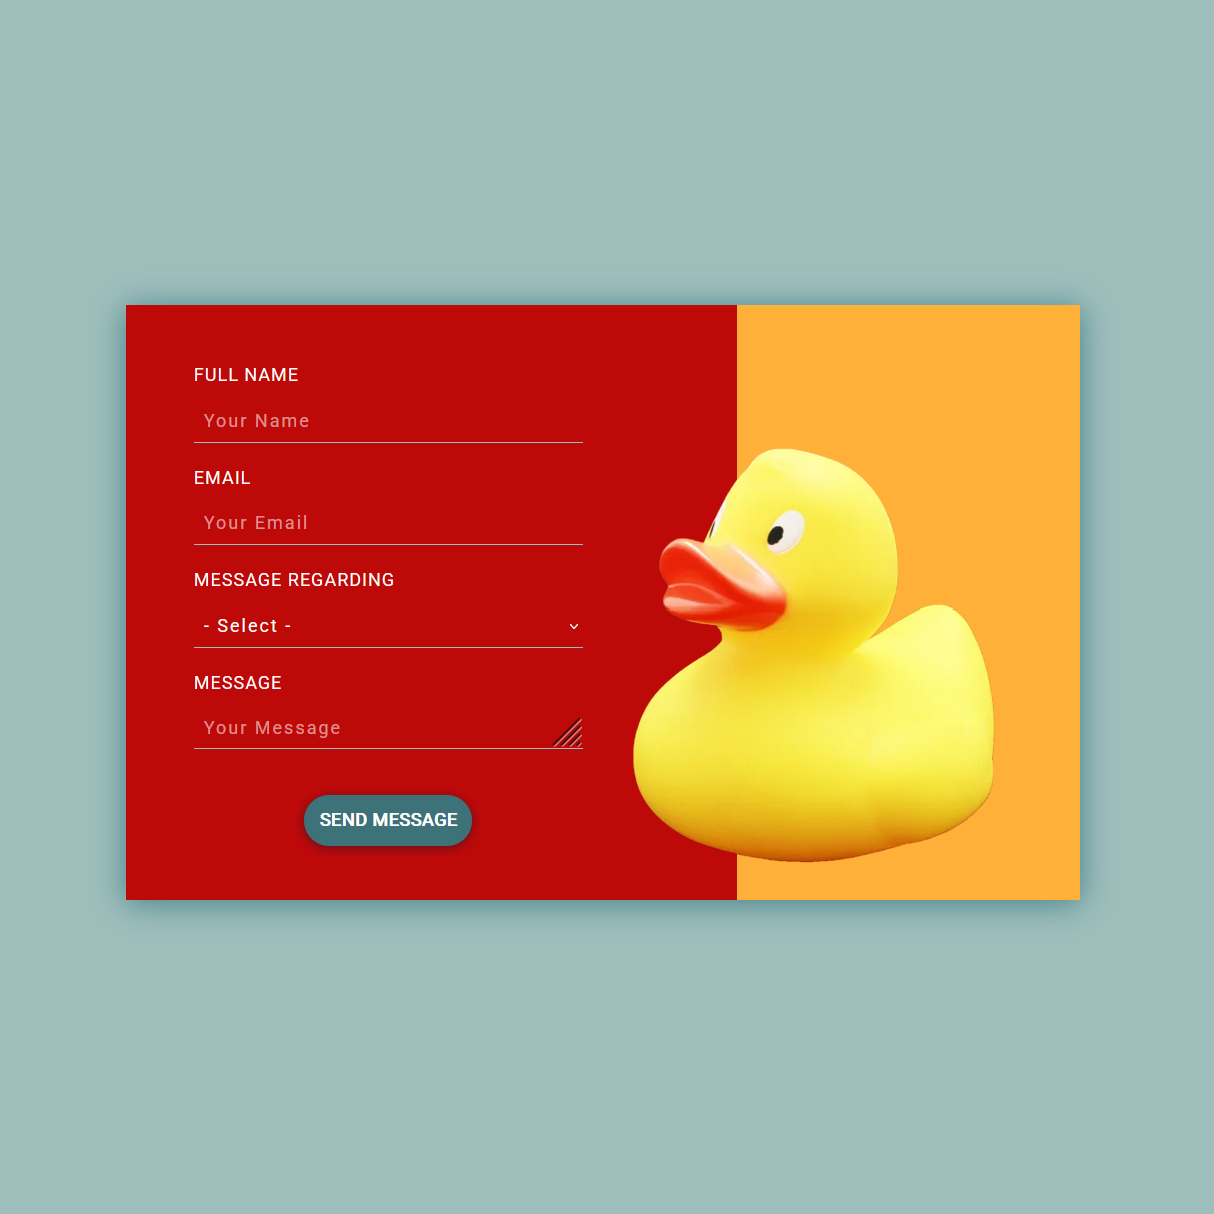 FULL NAME
Your Name
EMAIL
Your Email
MESSAGE REGARDING
- Select -
MESSAGE
Your Message
SEND MESSAGE